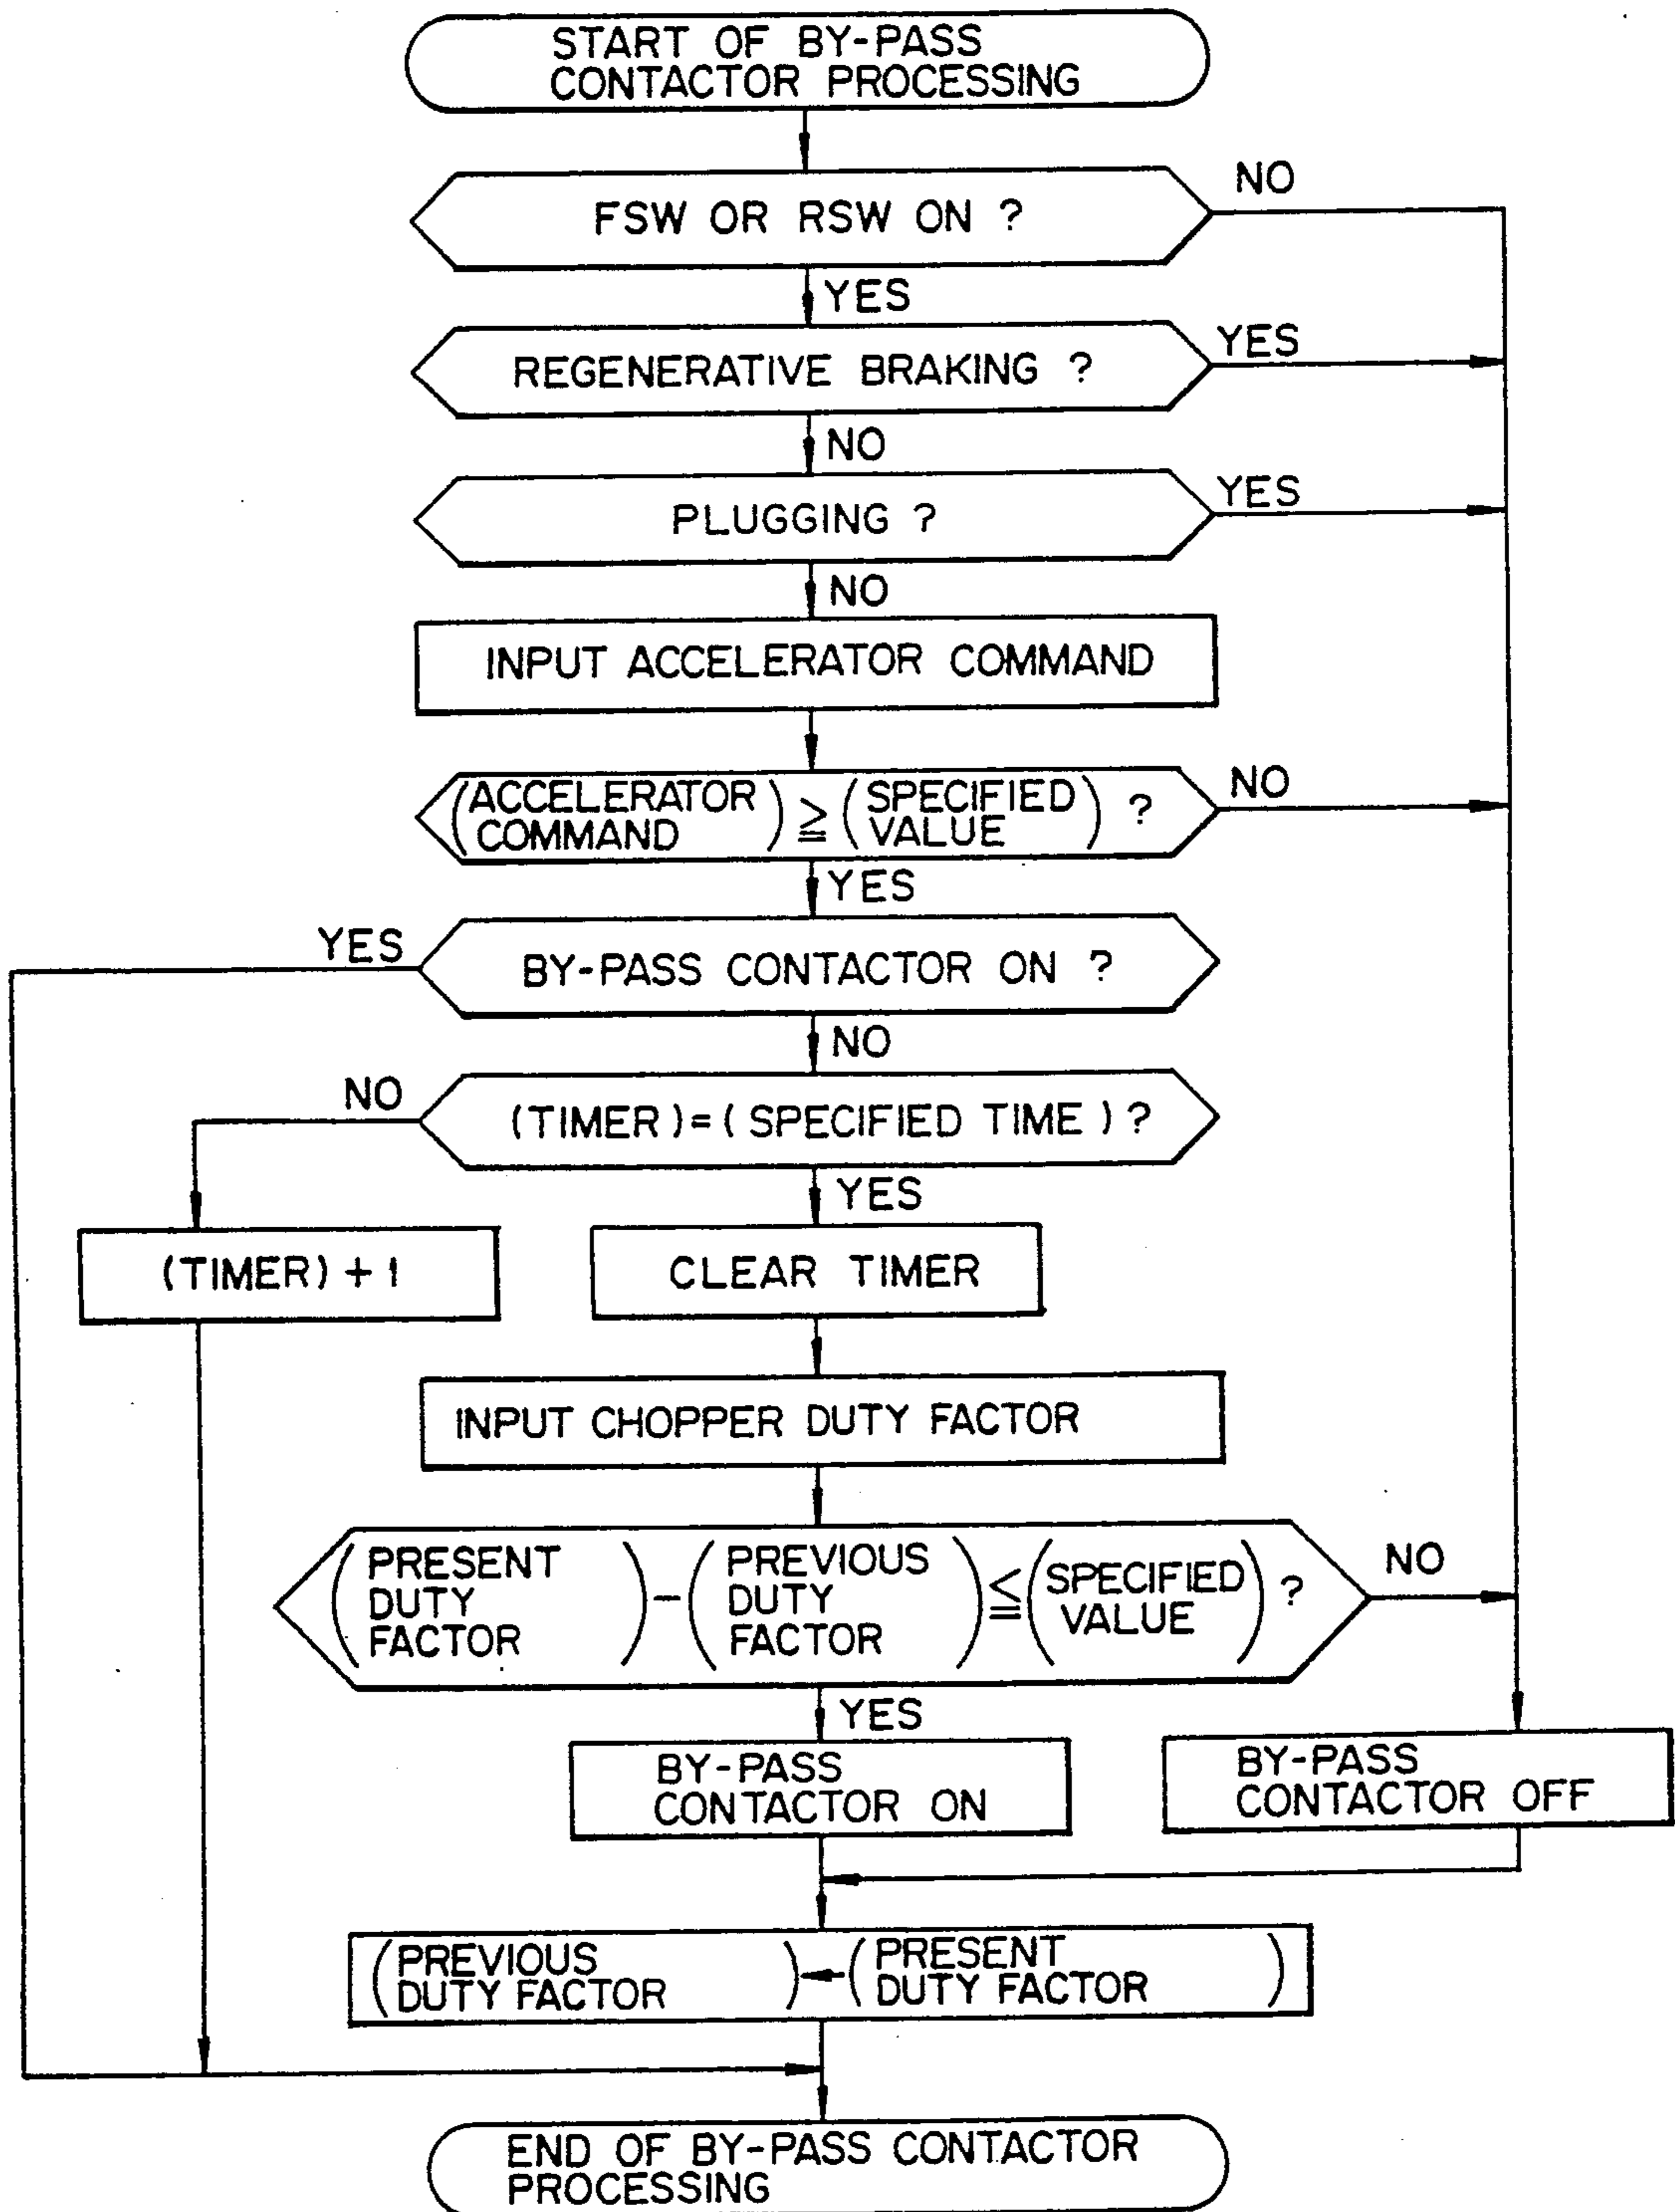 START OF BY-PASS
CONTACTOR PROCESSING
FSW OR RSW ON ?
NO
YES
REGENERATIVE BRAKING ?
YES
NO
PLUGGING ?
YES
NO
INPUT ACCELERATOR COMMAND
(ACCELERATOR COMMAND) ≧ (SPECIFIED VALUE) ?
NO
YES
BY-PASS CONTACTOR ON ?
YES
NO
(TIMER)=(SPECIFIED TIME) ?
NO
YES
(TIMER)+1
CLEAR TIMER
INPUT CHOPPER DUTY FACTOR
(PRESENT DUTY FACTOR) − (PREVIOUS DUTY FACTOR) ≦ (SPECIFIED VALUE) ?
NO
YES
BY-PASS
CONTACTOR ON
BY-PASS
CONTACTOR OFF
(PREVIOUS DUTY FACTOR) ← (PRESENT DUTY FACTOR)
END OF BY-PASS CONTACTOR
PROCESSING